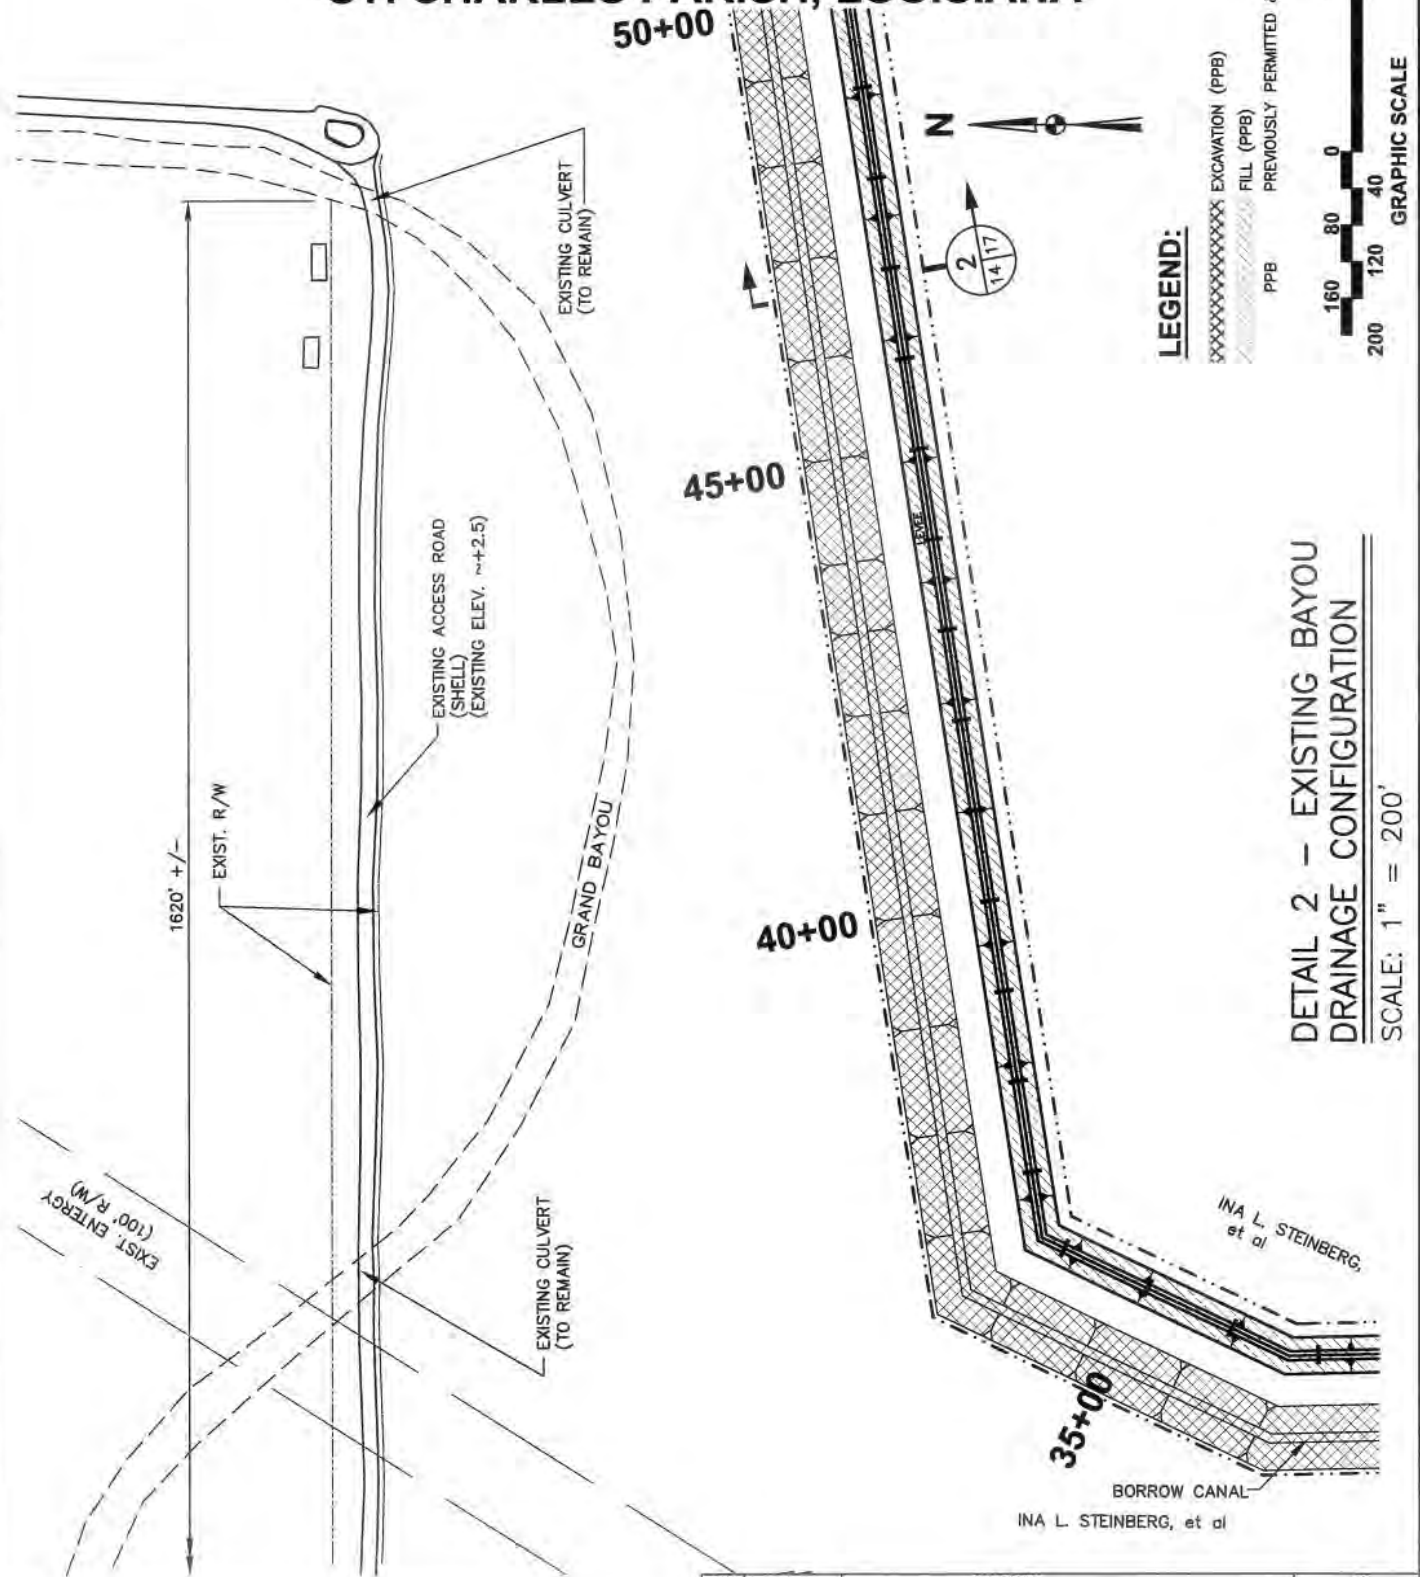 50+00
EXISTING CULVERT
(TO REMAIN)
N
2
14 17
LEGEND:
EXCAVATION (PPB)
FILL (PPB)
PPB PREVIOUSLY PERMITTED
200 160 120 80 40 0
GRAPHIC SCALE
45+00
LEVEE
EXISTING ACCESS ROAD
(SHELL)
(EXISTING ELEV. ~+2.5)
1620' +/-
EXIST. R/W
GRAND BAYOU
40+00
DETAIL 2 - EXISTING BAYOU
DRAINAGE CONFIGURATION
SCALE: 1" = 200'
EXIST. ENTERGY
(100' R/W)
EXISTING CULVERT
(TO REMAIN)
INA L. STEINBERG,
et al
35+00
BORROW CANAL
INA L. STEINBERG, et al